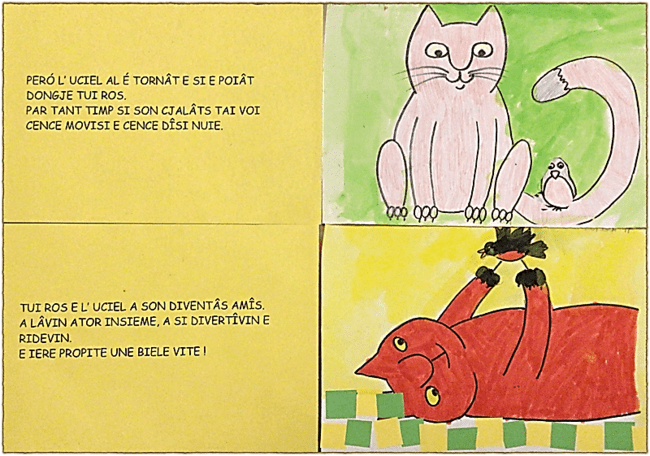 PERÓ L' UCIEL AL É TORNÂT E SI E POIÂT
DONGJE TUI ROS.
PAR TANT TIMP SI SON CJALÂTS TAI VOI
CENCE MOVISI E CENCE DÎSI NUIE.
TUI ROS E L' UCIEL A SON DIVENTÂS AMÎS.
A LÂVIN ATOR INSIEME, A SI DIVERTÎVIN E
RIDEVIN.
E IERE PROPITE UNE BIELE VITE !